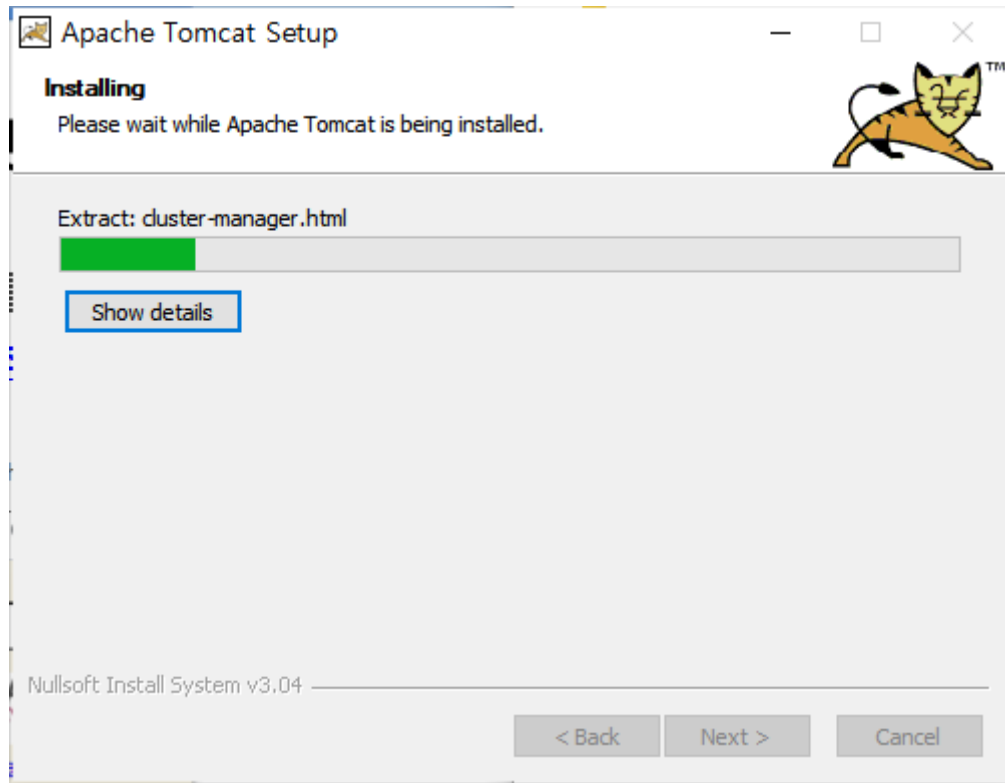 Apache Tomcat Setup
Installing
Please wait while Apache Tomcat is being installed.
TM
Extract: cluster-manager.html
Show details
Nullsoft Install System v3.04
< Back
Next >
Cancel